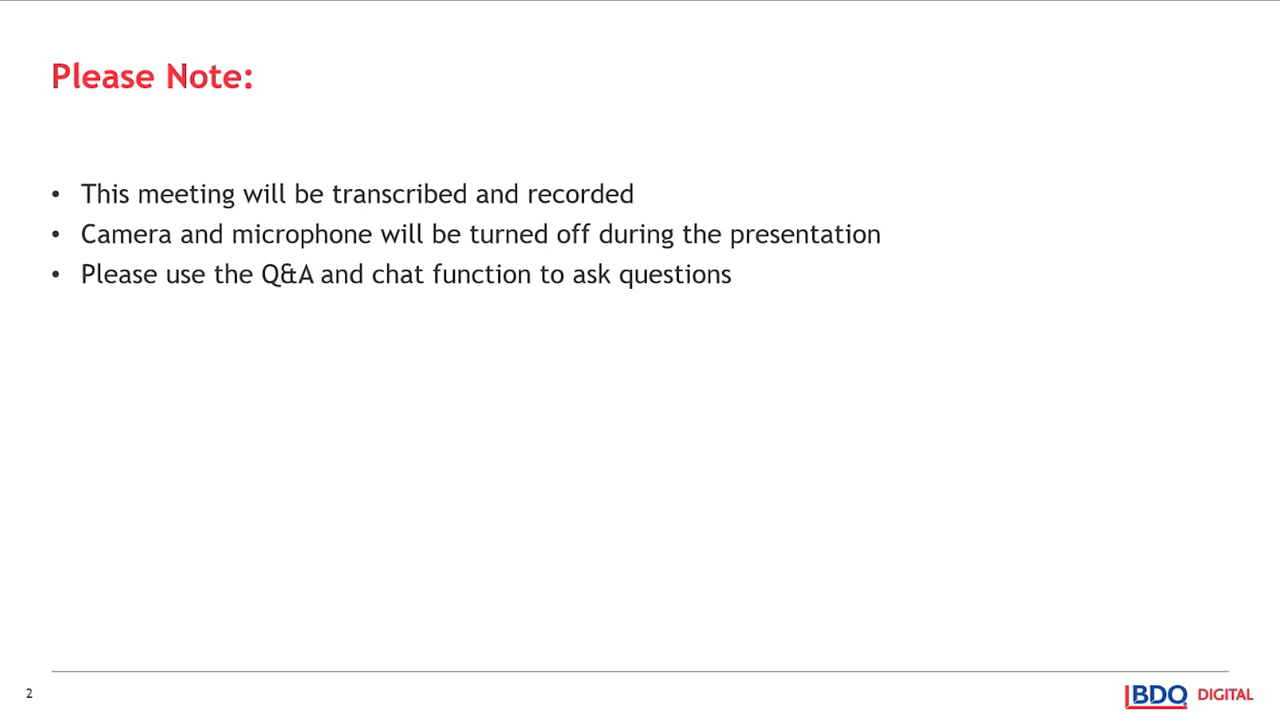 Please Note:
• This meeting will be transcribed and recorded
• Camera and microphone will be turned off during the presentation
• Please use the Q&A and chat function to ask questions
2
BDO DIGITAL